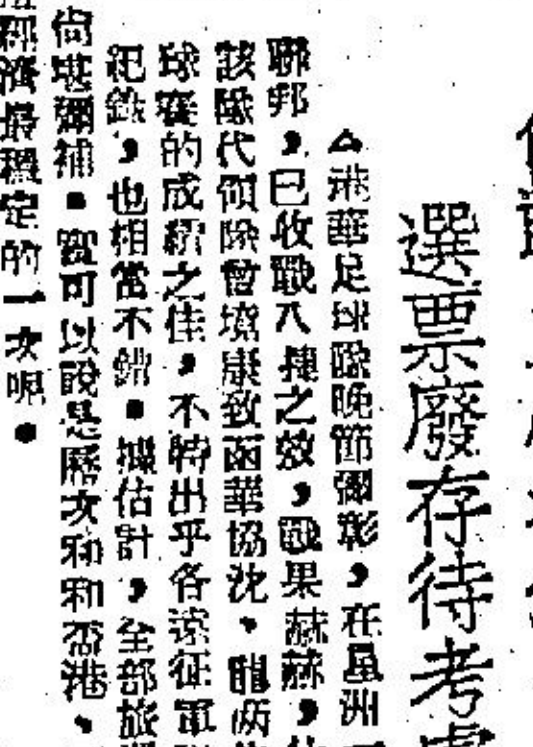 選票廢存待考慮
△港華足球隊晚節彌彰，在星洲
聯邦，已收戰八捷之效，戰果赫赫，
該隊代領隊曾靖康致函華協沈、龍兩
球賽的成績之佳，不特出乎各遠征軍
紀錄，也相當不錯。據估計，全部旅
尚堪彌補。實可以說是歷次和和盃港、
經濟最穩定的一次呢。